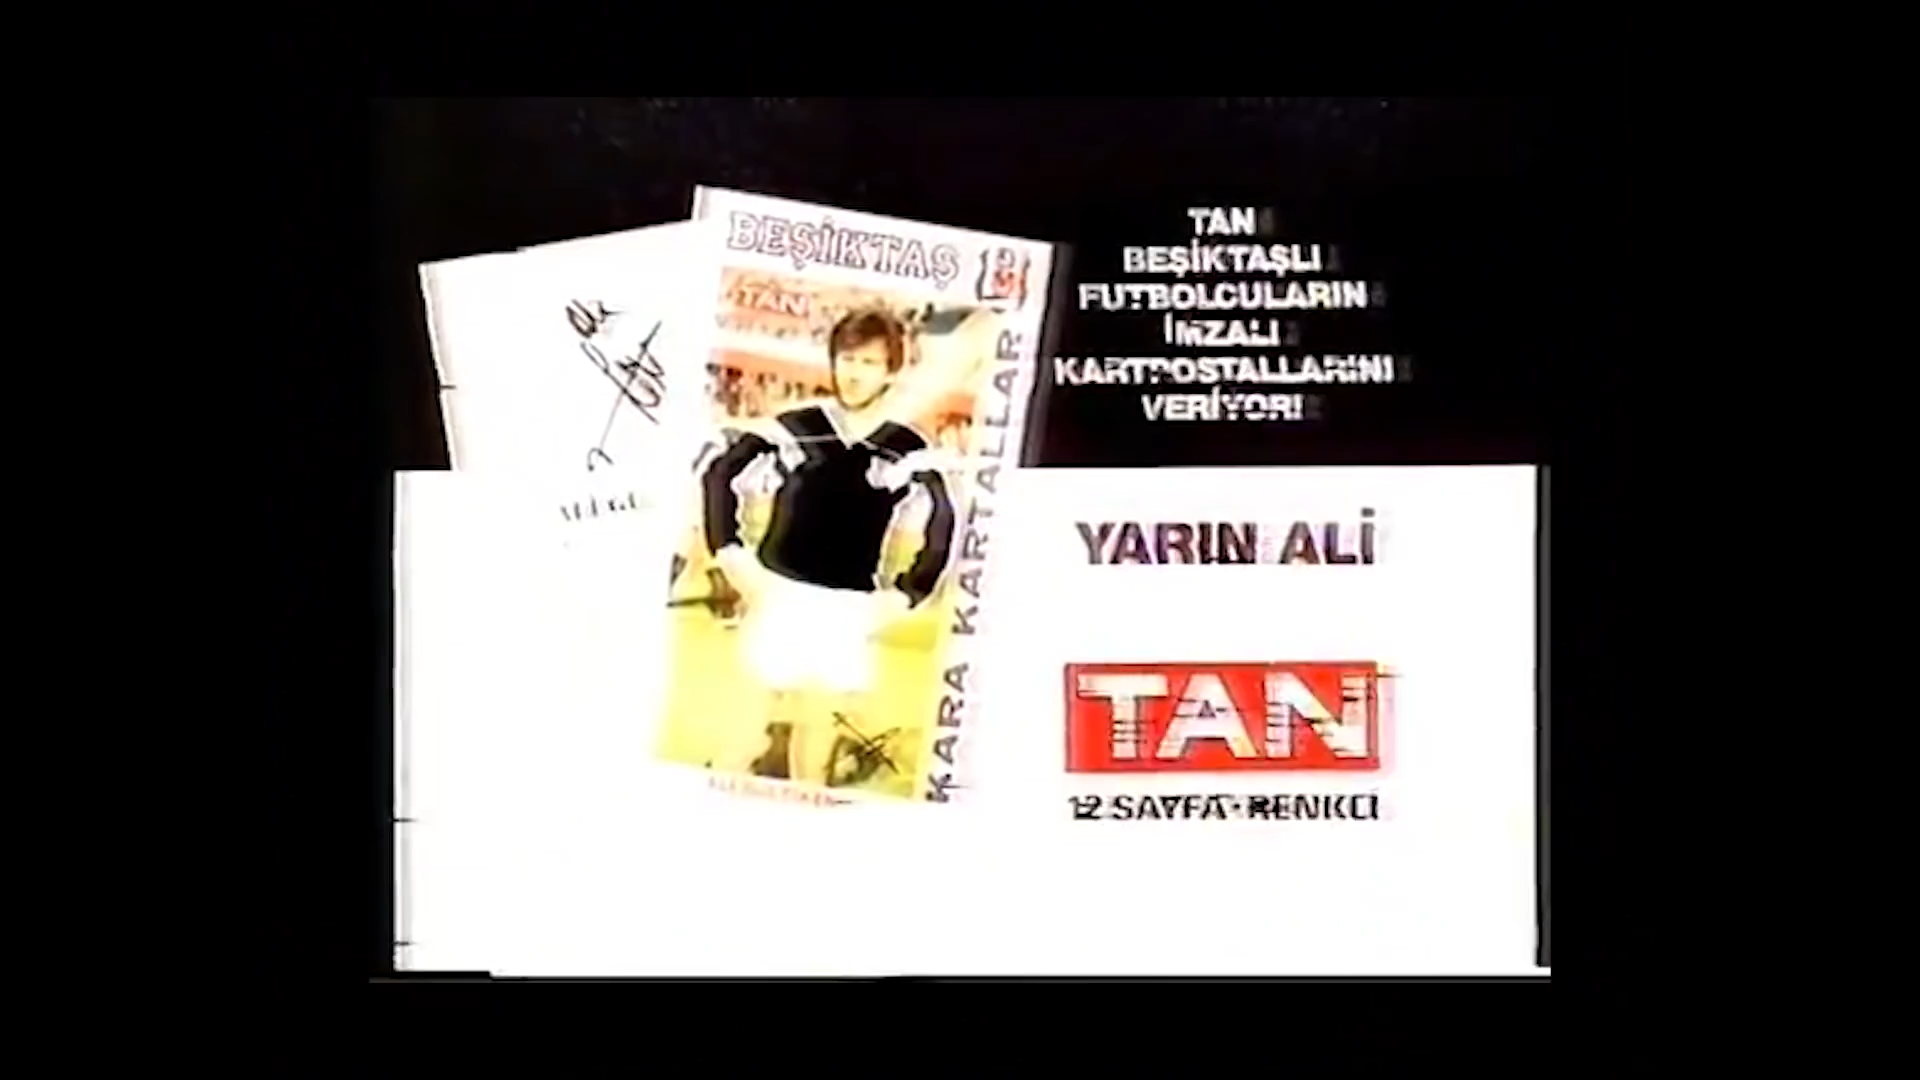 BEŞİKTAŞ
TAN
KARA KARTALLAR
TAN
BEŞİKTAŞLI
FUTBOLCULARIN
İMZALI
KARTPOSTALLARINI
VERİYOR!
YARIN ALİ
TAN
12 SAYFA·RENKLİ